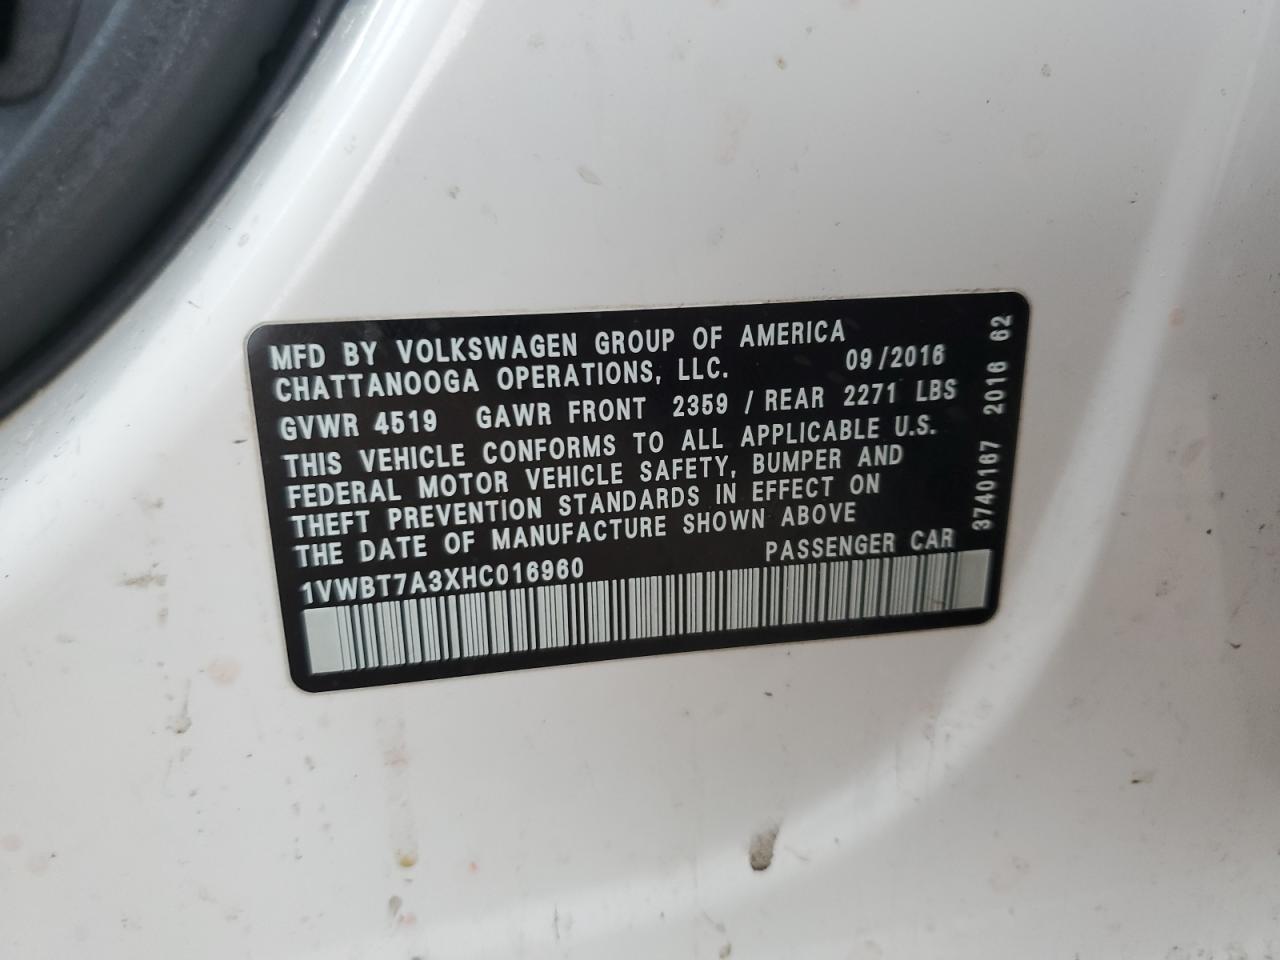 MFD BY VOLKSWAGEN GROUP OF AMERICA
CHATTANOOGA OPERATIONS, LLC. 09/2016
GVWR 4519 GAWR FRONT 2359 / REAR 2271 LBS
THIS VEHICLE CONFORMS TO ALL APPLICABLE U.S.
FEDERAL MOTOR VEHICLE SAFETY, BUMPER AND
THEFT PREVENTION STANDARDS IN EFFECT ON
THE DATE OF MANUFACTURE SHOWN ABOVE
1VWBT7A3XHC016960 PASSENGER CAR
3740167 2016 62